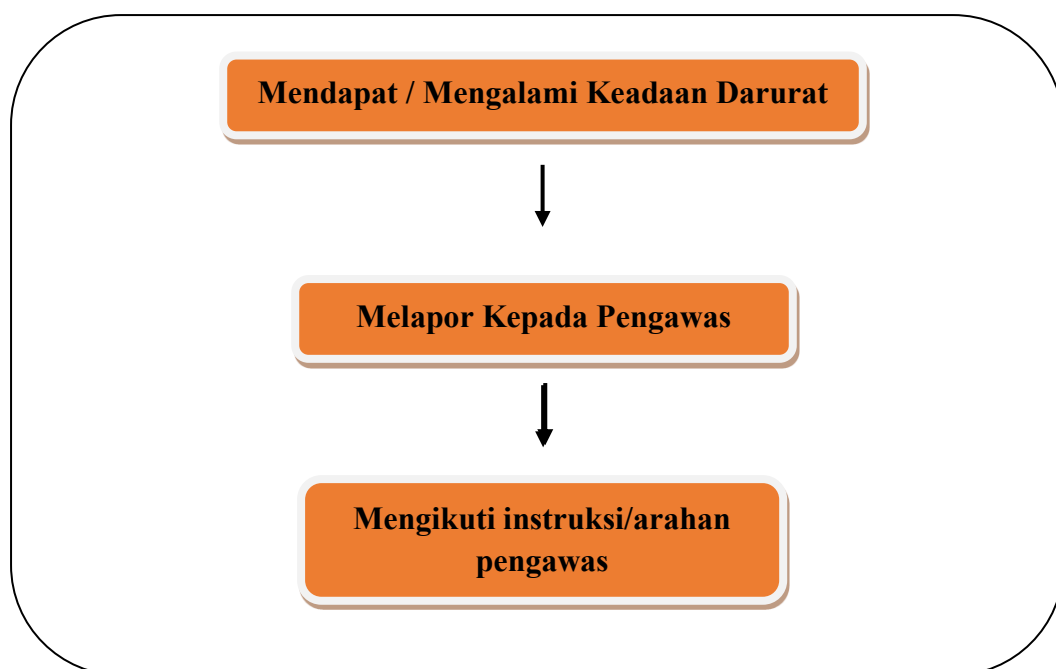 Mendapat / Mengalami Keadaan Darurat
Melapor Kepada Pengawas
Mengikuti instruksi/arahan
pengawas